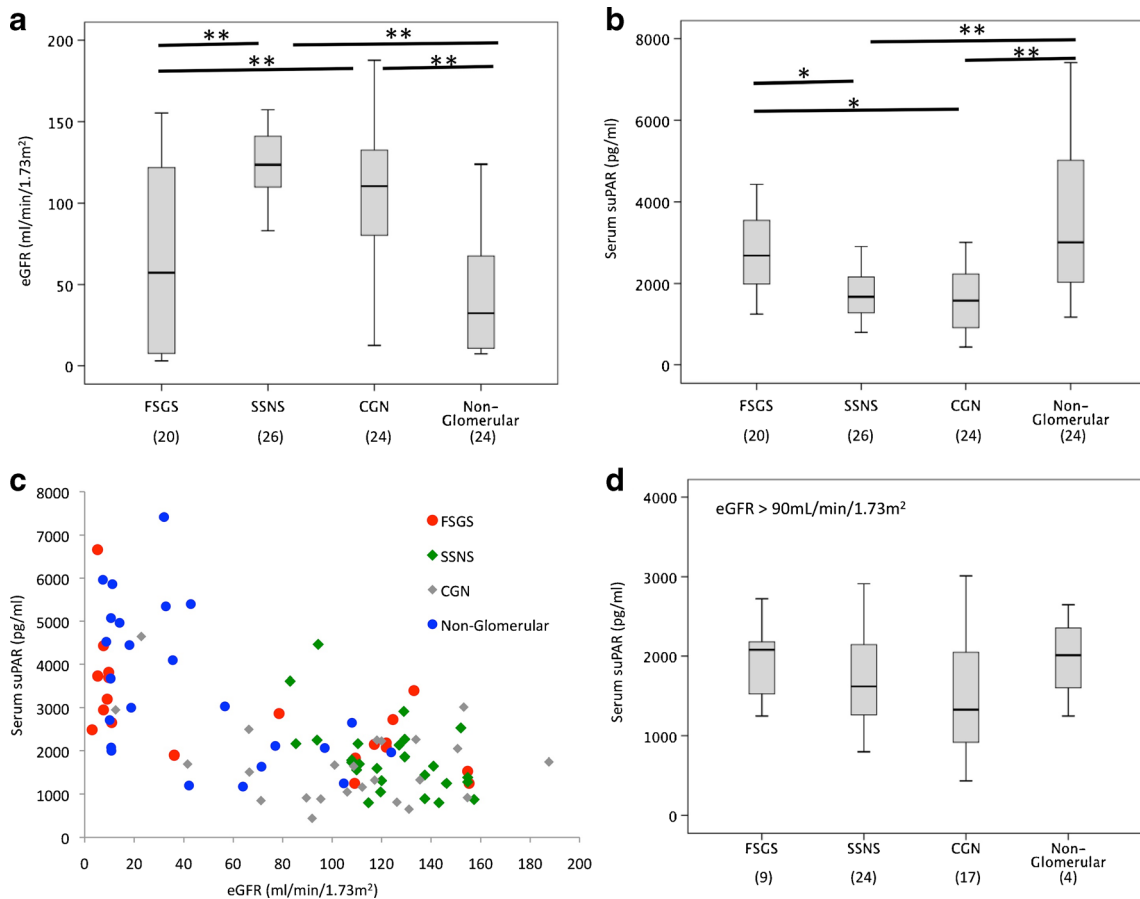 a
**
**
**
**
200
150
100
50
0
eGFR (ml/min/1.73m²)
FSGS
SSNS
CGN
Non-
Glomerular
(20)
(26)
(24)
(24)
b
**
**
*
*
8000
6000
4000
2000
0
Serum suPAR (pg/ml)
FSGS
SSNS
CGN
Non-
Glomerular
(20)
(26)
(24)
(24)
c
8000
7000
6000
5000
4000
3000
2000
1000
0
Serum suPAR (pg/ml)
FSGS
SSNS
CGN
Non-Glomerular
0 20 40 60 80 100 120 140 160 180 200
eGFR (ml/min/1.73m²)
d
eGFR > 90mL/min/1.73m²
4000
3000
2000
1000
0
Serum suPAR (pg/ml)
FSGS
SSNS
CGN
Non-
Glomerular
(9)
(24)
(17)
(4)